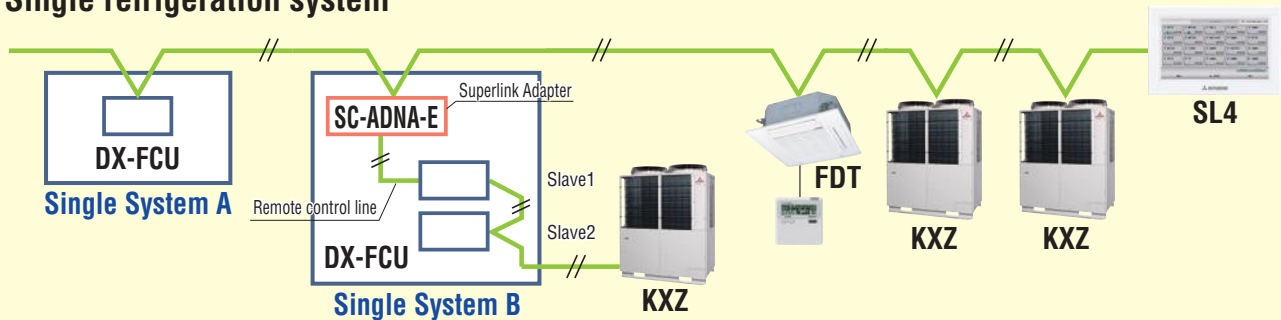 Single refrigeration system
Superlink Adapter
SC-ADNA-E
SL4
DX-FCU
Slave1
FDT
Single System A
Remote control line
Slave2
KXZ
KXZ
DX-FCU
Single System B
KXZ